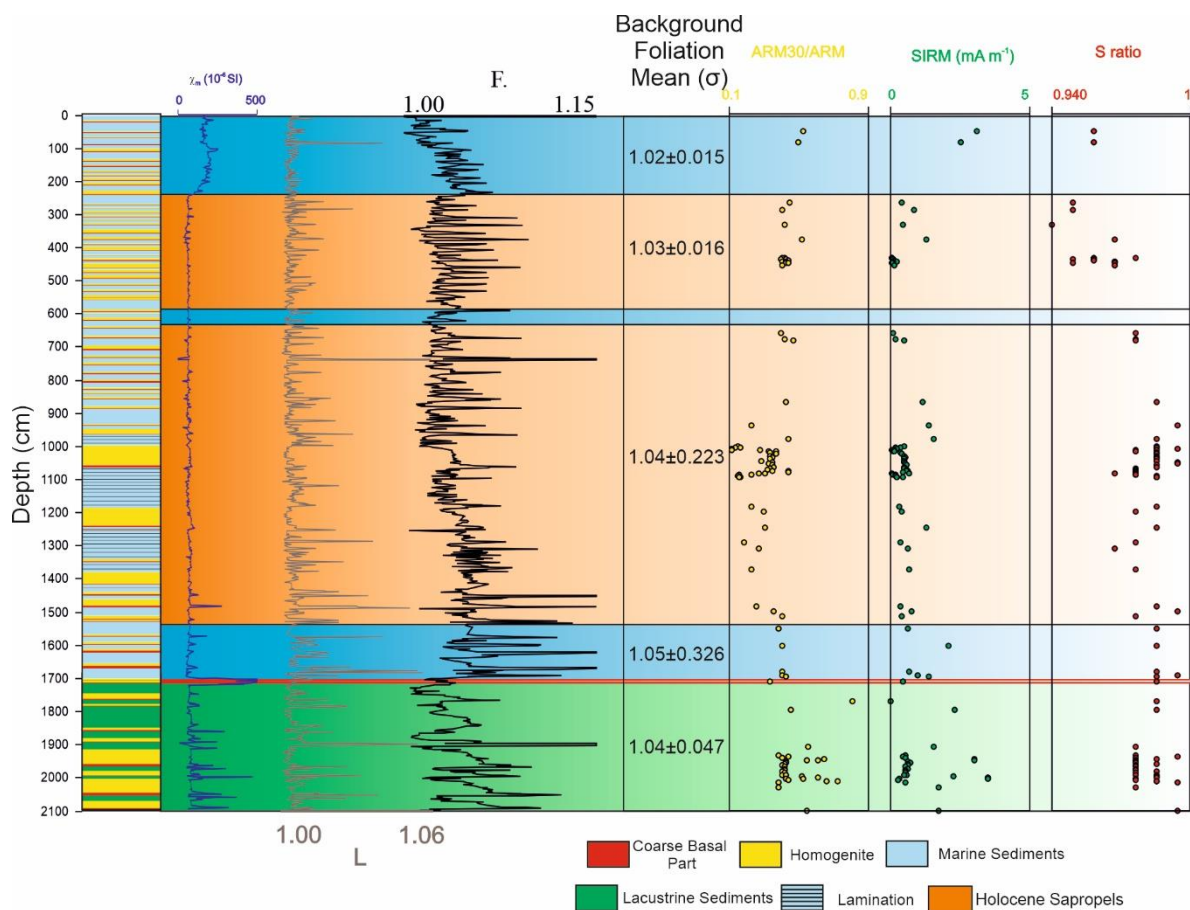 Background
Foliation
Mean (σ)
ARM30/ARM
SIRM (mA m⁻¹)
S ratio
χₘ (10⁻⁶ SI)
F.
0 500
1.00 1.15
0.1 0.9
0 5
0.940 1
Depth (cm)
0
100
200
300
400
500
600
700
800
900
1000
1100
1200
1300
1400
1500
1600
1700
1800
1900
2000
2100
1.02±0.015
1.03±0.016
1.04±0.223
1.05±0.326
1.04±0.047
1.00 1.06
L
Coarse Basal
Part
Homogenite
Marine Sediments
Lacustrine Sediments
Lamination
Holocene Sapropels